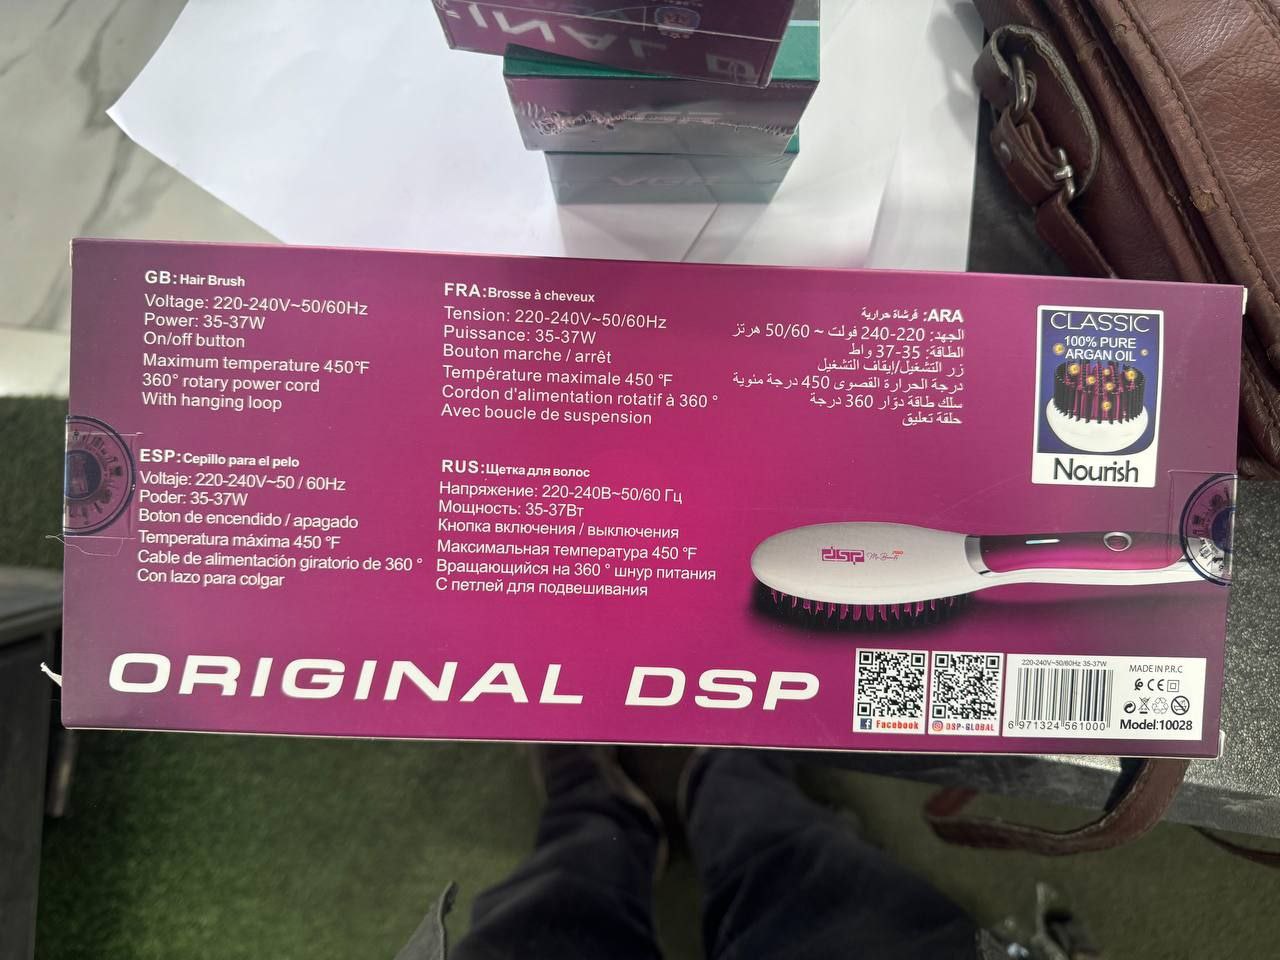 GB: Hair Brush
Voltage: 220-240V~50/60Hz
Power: 35-37W
On/off button
Maximum temperature 450°F
360° rotary power cord
With hanging loop
FRA:Brosse à cheveux
Tension: 220-240V~50/60Hz
Puissance: 35-37W
Bouton marche / arrêt
Température maximale 450 °F
Cordon d'alimentation rotatif à 360 °
Avec boucle de suspension
ARA: فرشاة حرارية
الجهد: 220-240 فولت ~ 50/60 هرتز
الطاقة: 35-37 واط
زر التشغيل/إيقاف التشغيل
درجة الحرارة القصوى 450 درجة مئوية
سلك طاقة دوّار 360 درجة
حلقة تعليق
CLASSIC
100% PURE
ARGAN OIL
Nourish
ESP: Cepillo para el pelo
Voltaje: 220-240V~50 / 60Hz
Poder: 35-37W
Boton de encendido / apagado
Temperatura máxima 450 °F
Cable de alimentación giratorio de 360 °
Con lazo para colgar
RUS:Щетка для волос
Напряжение: 220-240В~50/60 Гц
Мощность: 35-37Вт
Кнопка включения / выключения
Максимальная температура 450 °F
Вращающийся на 360 ° шнур питания
С петлей для подвешивания
dsp
ORIGINAL DSP
Facebook
DSP-GLOBAL
220-240V~50/60Hz 35-37W
6 971324 561000
MADE IN P.R.C
CE
Model:10028